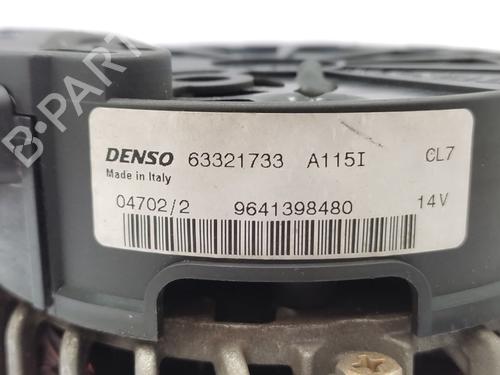 DENSO 63321733 A115I CL7
Made in Italy
04702/2 9641398480 14V
B-PARTS